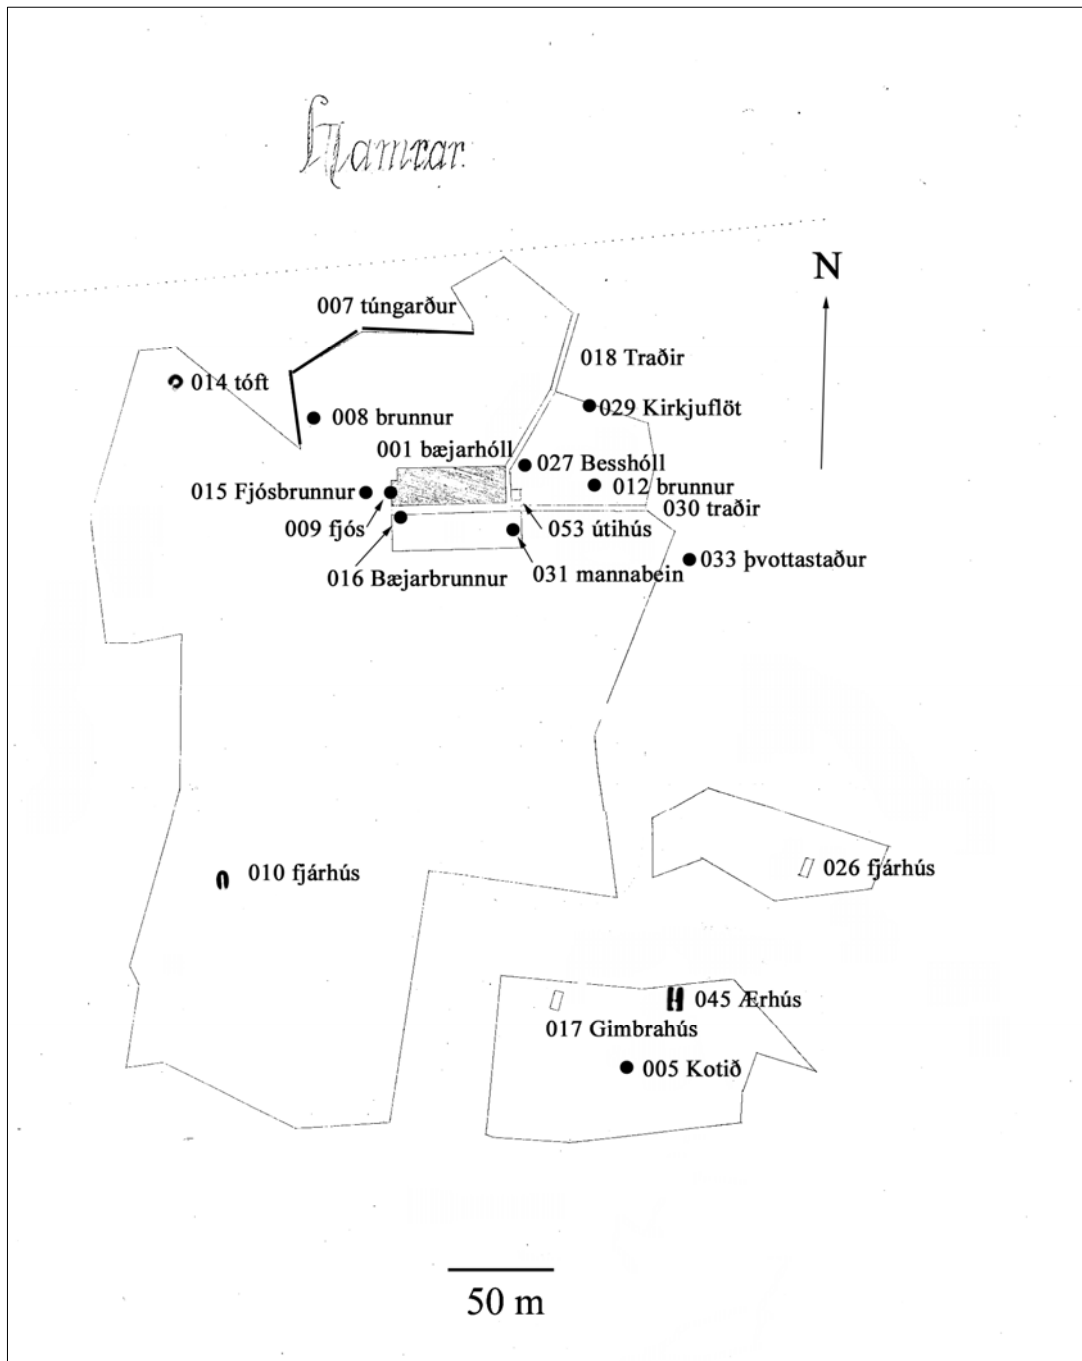 Hamrar.
N
007 túngarður
018 Traðir
014 tóft
029 Kirkjuflöt
008 brunnur
001 bæjarhóll
027 Besshóll
015 Fjósbrunnur
012 brunnur
030 traðir
009 fjós
053 útihús
033 þvottastaður
016 Bæjarbrunnur
031 mannabein
010 fjárhús
026 fjárhús
045 Ærhús
017 Gimbrahús
005 Kotið
50 m